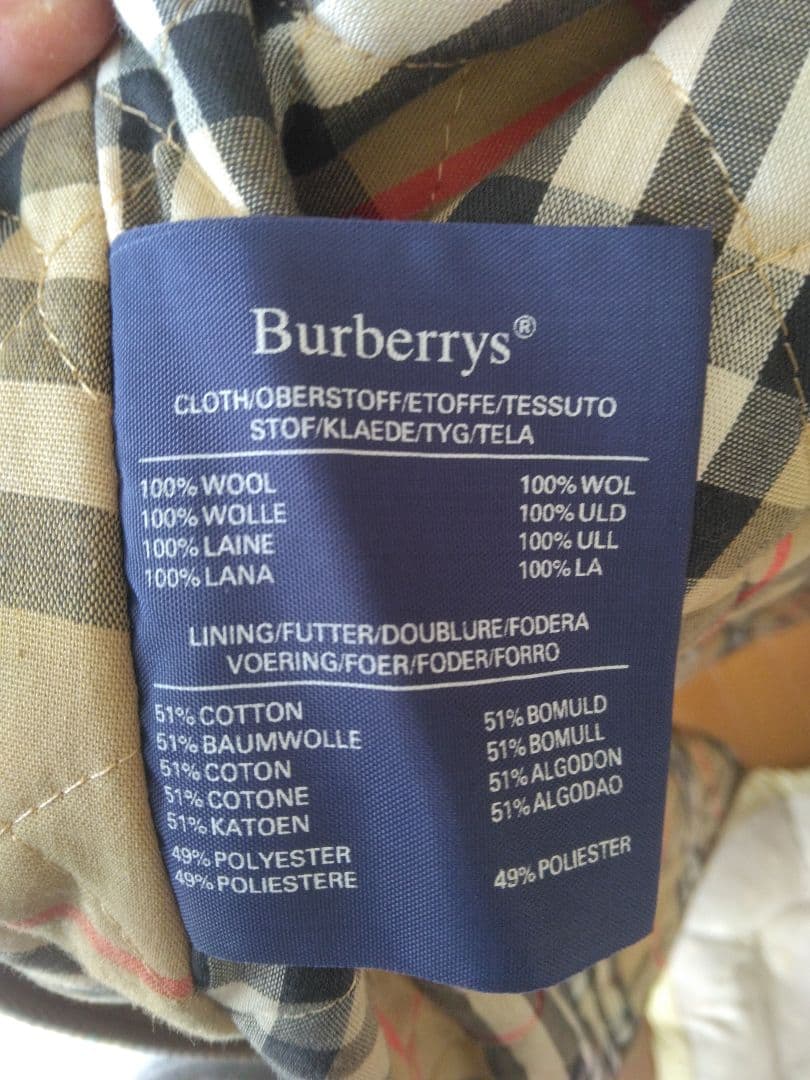 Burberrys®
CLOTH/OBERSTOFF/ETOFFE/TESSUTO
STOF/KLAEDE/TYG/TELA
100% WOOL
100% WOLLE
100% LAINE
100% LANA
100% WOL
100% ULD
100% ULL
100% LA
LINING/FUTTER/DOUBLURE/FODERA
VOERING/FOER/FODER/FORRO
51% COTTON
51% BAUMWOLLE
51% COTON
51% COTONE
51% KATOEN
49% POLYESTER
49% POLIESTERE
51% BOMULD
51% BOMULL
51% ALGODON
51% ALGODAO
49% POLIESTER